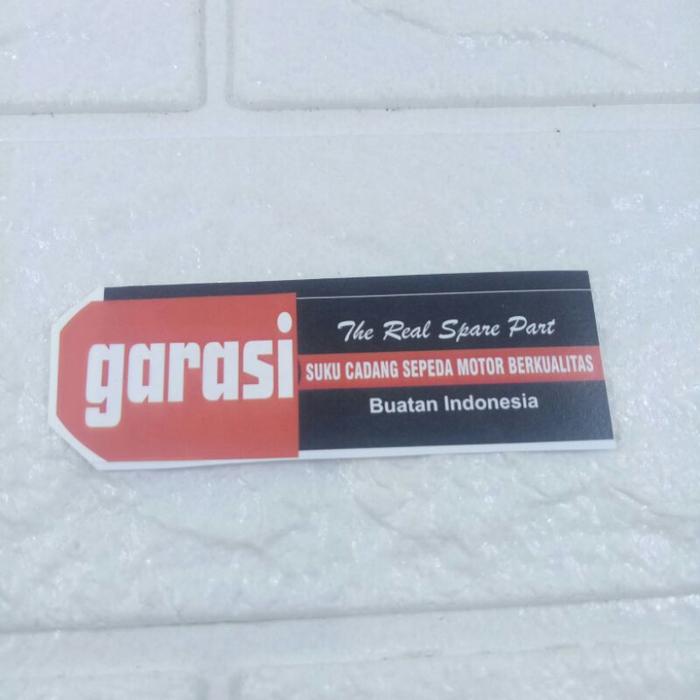 garasi
The Real Spare Part
SUKU CADANG SEPEDA MOTOR BERKUALITAS
Buatan Indonesia